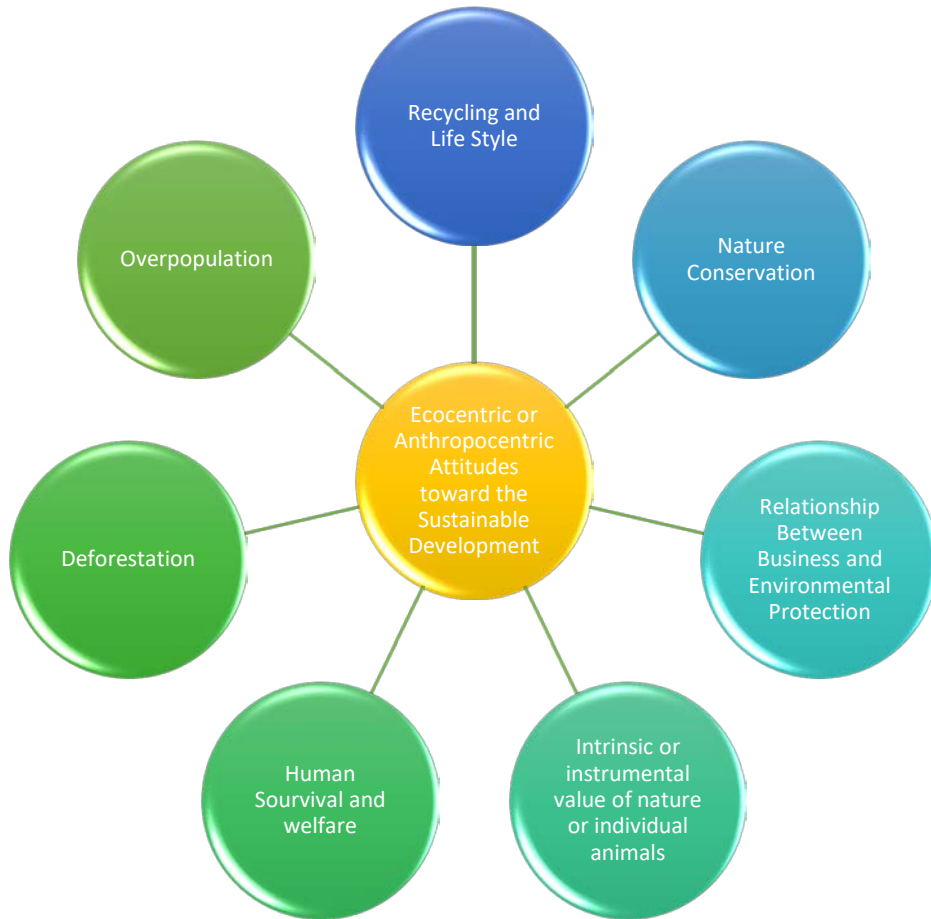 Recycling and
Life Style
Nature
Conservation
Relationship
Between
Business and
Environmental
Protection
Intrinsic or
instrumental
value of nature
or individual
animals
Human
Sourvival and
welfare
Deforestation
Overpopulation
Ecocentric or
Anthropocentric
Attitudes
toward the
Sustainable
Development